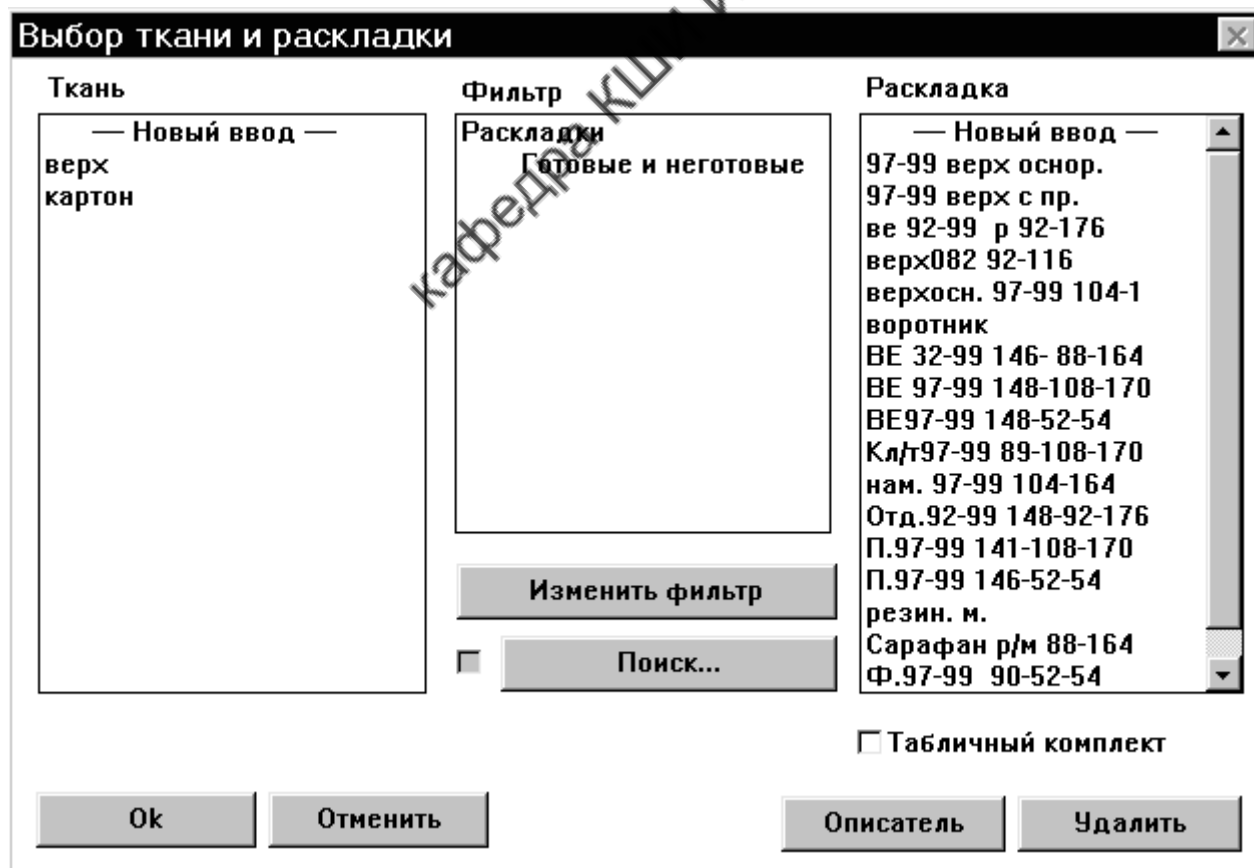 Выбор ткани и раскладки
Ткань
— Новый ввод —
верх
картон
Фильтр
Раскладки
Готовые и неготовые
Изменить фильтр
Поиск...
Раскладка
— Новый ввод —
97-99 верх оснор.
97-99 верх с пр.
ве 92-99 р 92-176
верх082 92-116
верхосн. 97-99 104-1
воротник
ВЕ 32-99 146- 88-164
ВЕ 97-99 148-108-170
ВЕ97-99 148-52-54
Кл/т97-99 89-108-170
нам. 97-99 104-164
Отд.92-99 148-92-176
П.97-99 141-108-170
П.97-99 146-52-54
резин. м.
Сарафан р/м 88-164
Ф.97-99 90-52-54
Табличный комплект
Ok
Отменить
Описатель
Удалить
кафедра КШИ